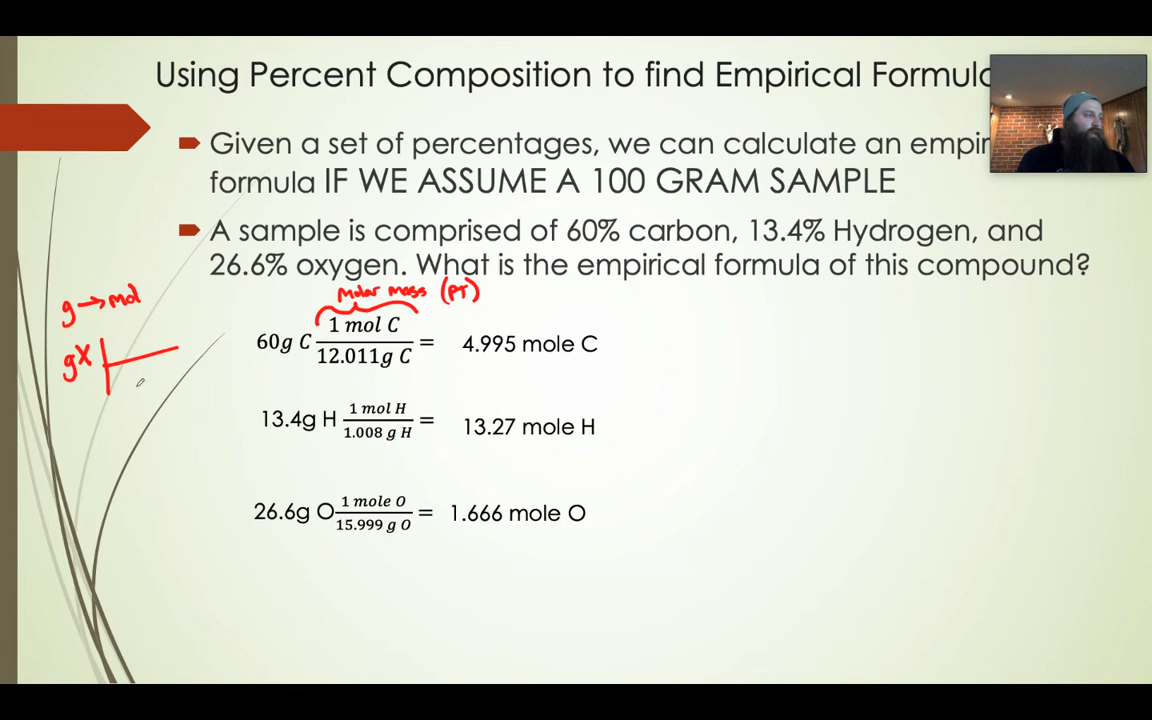 Using Percent Composition to find Empirical Formula
Given a set of percentages, we can calculate an empir
formula IF WE ASSUME A 100 GRAM SAMPLE
A sample is comprised of 60% carbon, 13.4% Hydrogen, and
26.6% oxygen. What is the empirical formula of this compound?
g → mol
Molar mass (PT)
60g C 1 mol C / 12.011g C = 4.995 mole C
gX
13.4g H 1 mol H / 1.008 g H = 13.27 mole H
26.6g O 1 mole O / 15.999 g O = 1.666 mole O